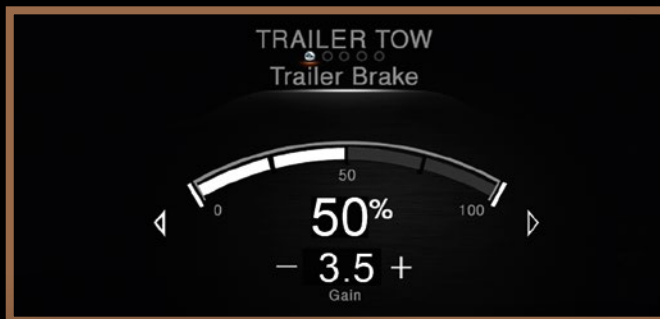 TRAILER TOW
Trailer Brake
50
0
50%
100
− 3.5 +
Gain